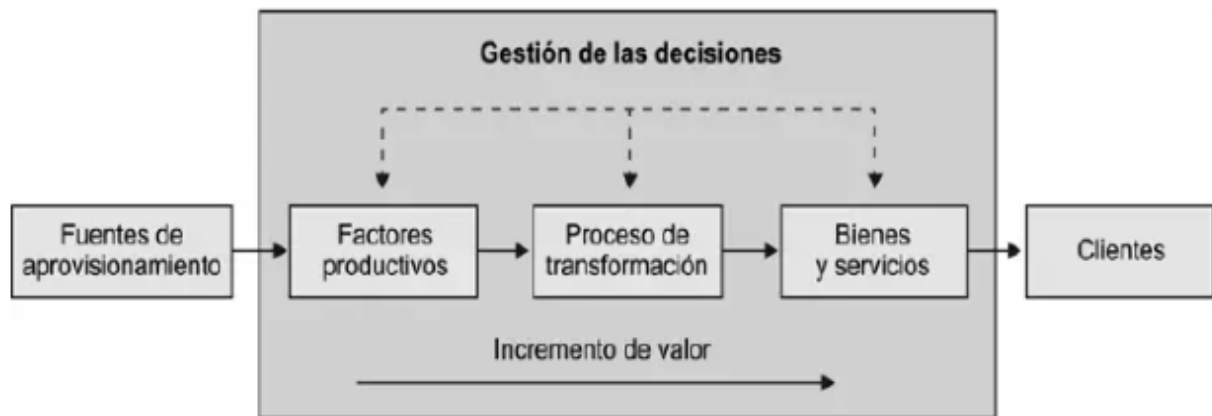 Gestión de las decisiones
Fuentes de
aprovisionamiento
Factores
productivos
Proceso de
transformación
Bienes
y servicios
Clientes
Incremento de valor